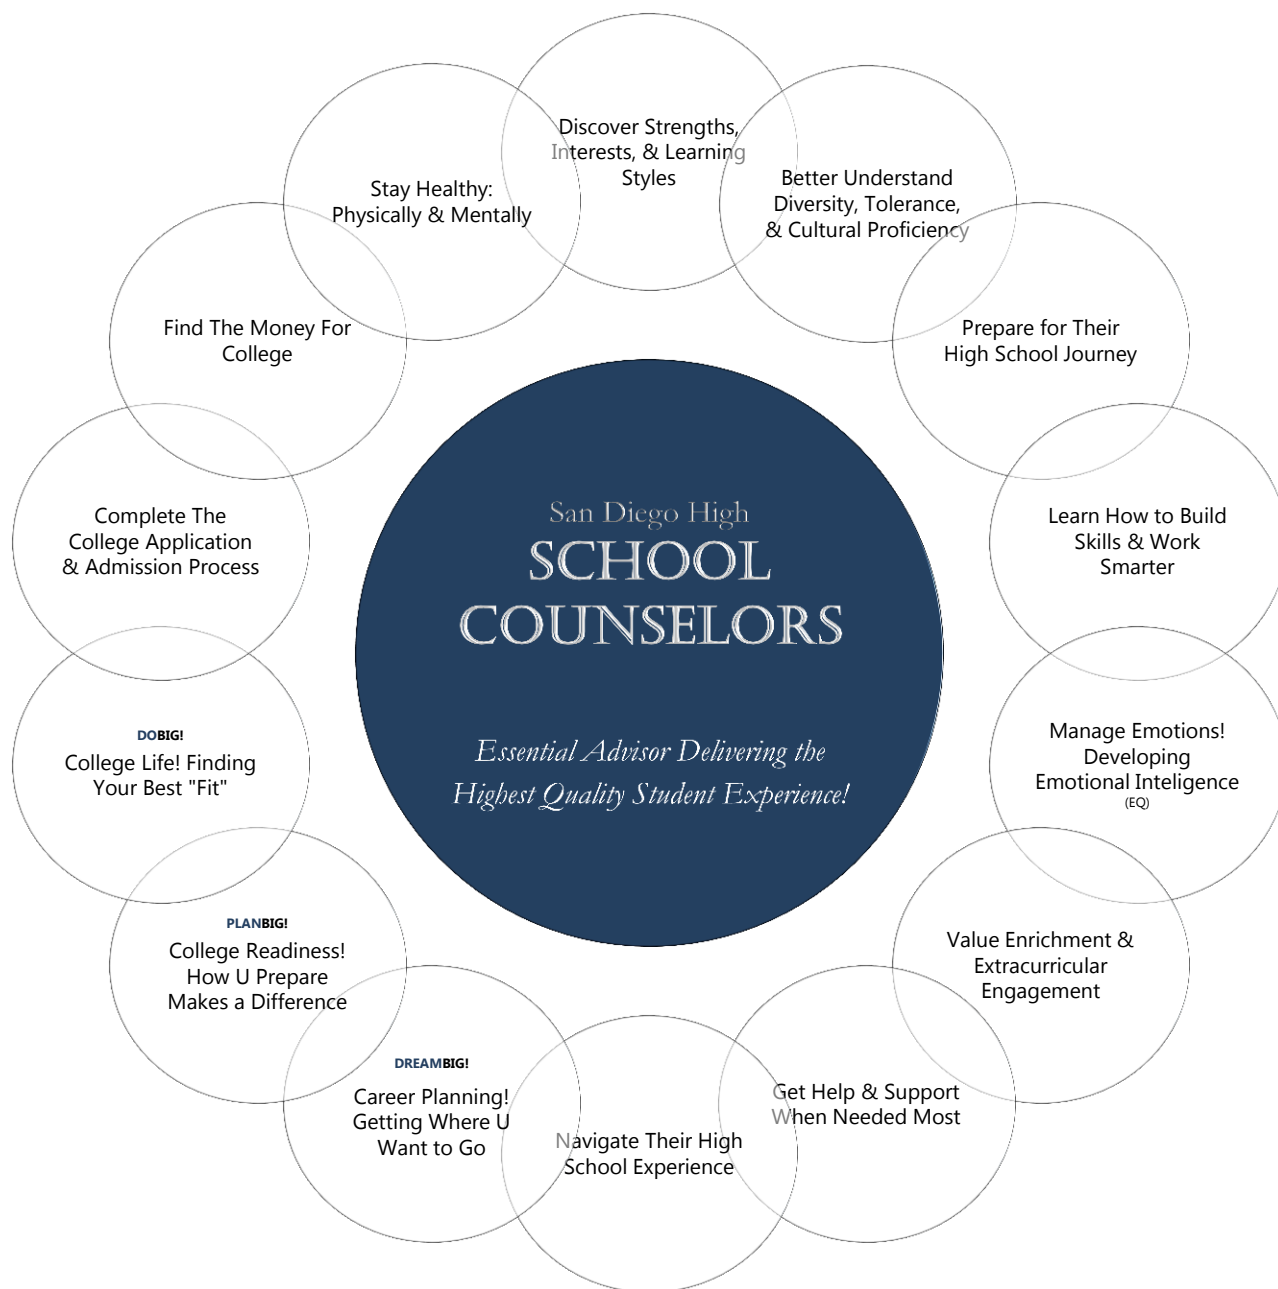 Discover Strengths,
Interests, & Learning
Styles
Better Understand
Diversity, Tolerance,
& Cultural Proficiency
Prepare for Their
High School Journey
Learn How to Build
Skills & Work
Smarter
Manage Emotions!
Developing
Emotional Inteligence
(EQ)
Value Enrichment &
Extracurricular
Engagement
Get Help & Support
When Needed Most
Navigate Their High
School Experience
DREAMBIG!
Career Planning!
Getting Where U
Want to Go
PLANBIG!
College Readiness!
How U Prepare
Makes a Difference
DOBIG!
College Life! Finding
Your Best "Fit"
Complete The
College Application
& Admission Process
Find The Money For
College
Stay Healthy:
Physically & Mentally
San Diego High
SCHOOL
COUNSELORS
Essential Advisor Delivering the
Highest Quality Student Experience!